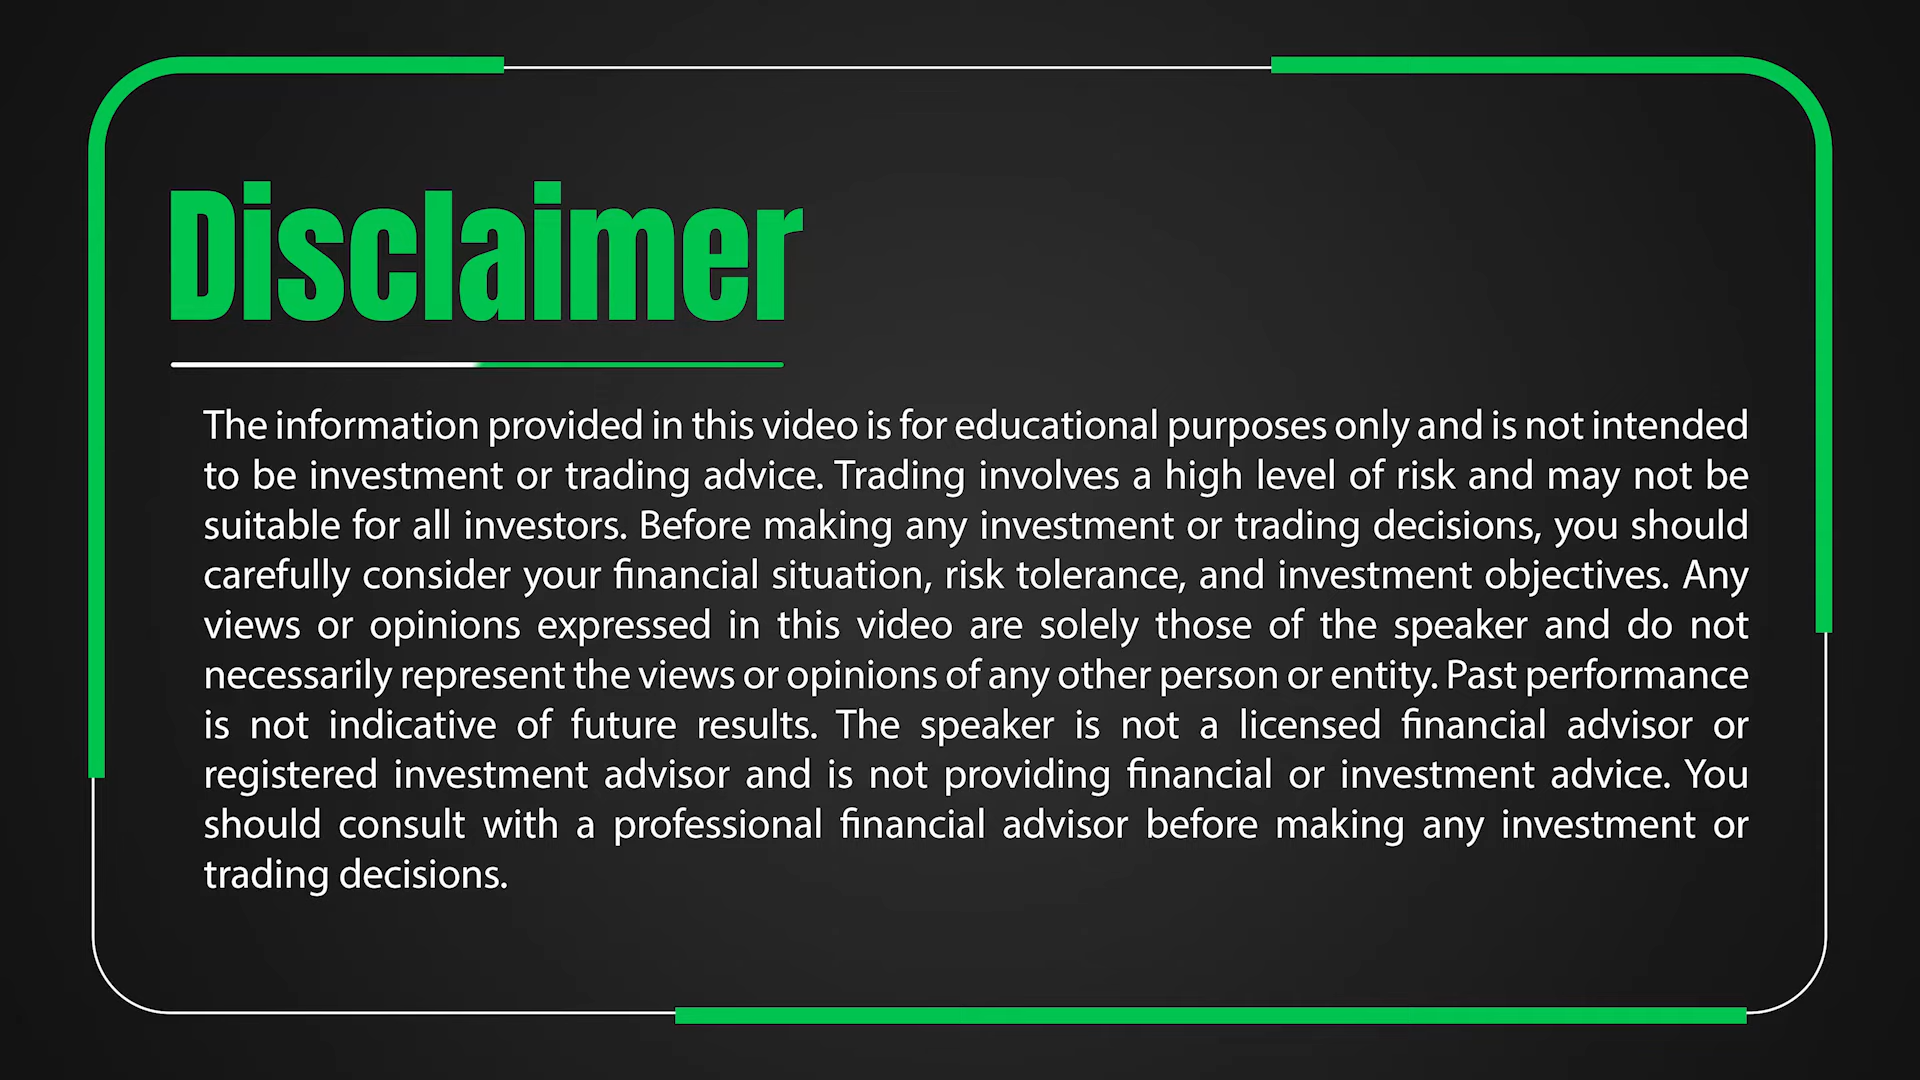 Disclaimer
The information provided in this video is for educational purposes only and is not intended
to be investment or trading advice. Trading involves a high level of risk and may not be
suitable for all investors. Before making any investment or trading decisions, you should
carefully consider your financial situation, risk tolerance, and investment objectives. Any
views or opinions expressed in this video are solely those of the speaker and do not
necessarily represent the views or opinions of any other person or entity. Past performance
is not indicative of future results. The speaker is not a licensed financial advisor or
registered investment advisor and is not providing financial or investment advice. You
should consult with a professional financial advisor before making any investment or
trading decisions.